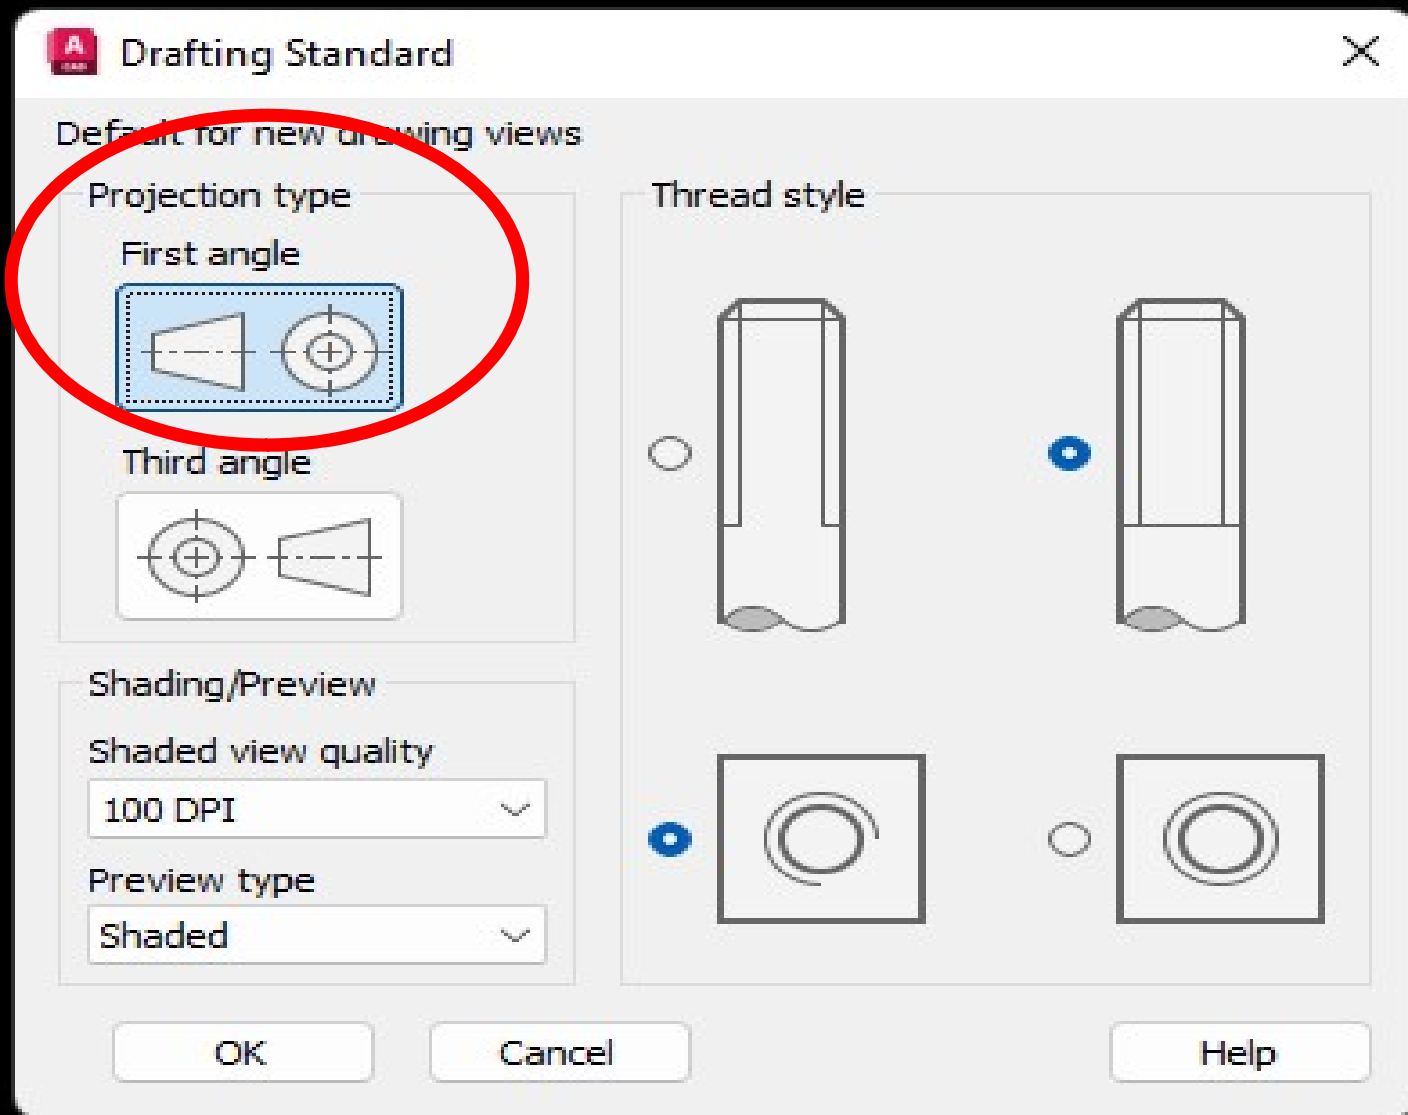 A
CAD
Drafting Standard
Default for new drawing views
Projection type
First angle
Third angle
Shading/Preview
Shaded view quality
100 DPI
Preview type
Shaded
Thread style
OK
Cancel
Help